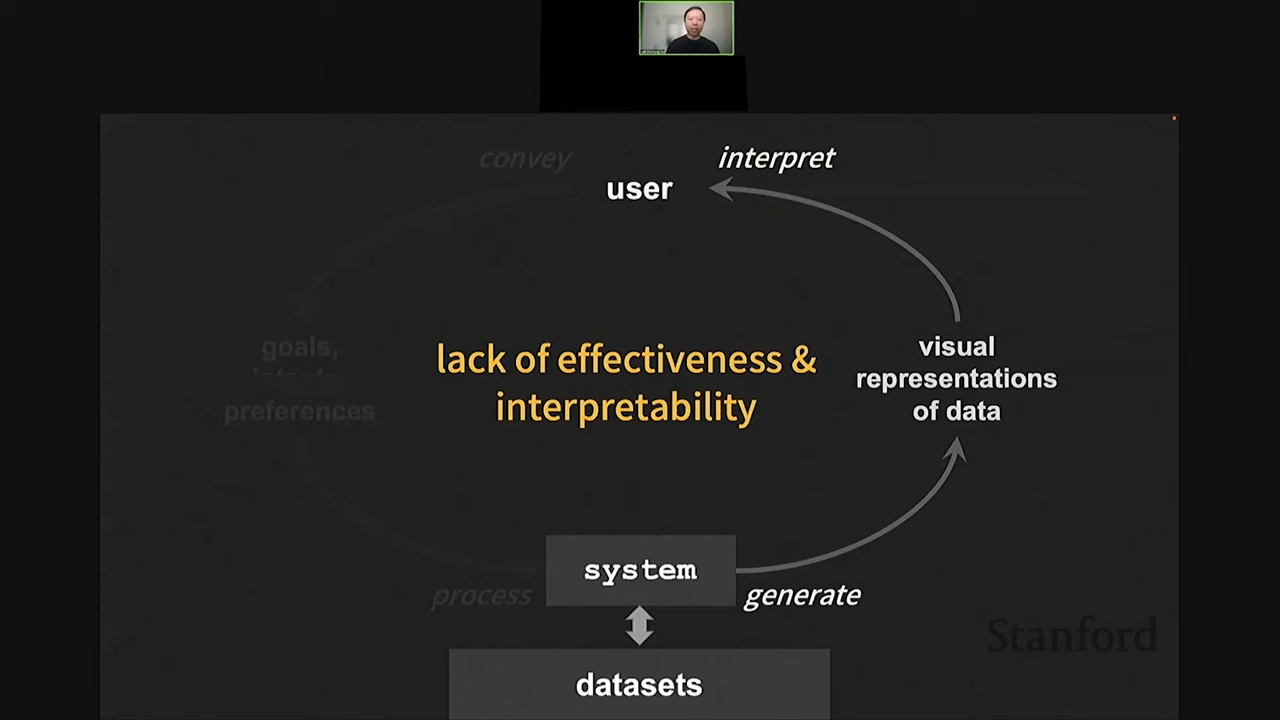 convey
interpret
user
goals,
lack of effectiveness &
interpretability
visual
representations
of data
preferences
system
process
generate
Stanford
datasets